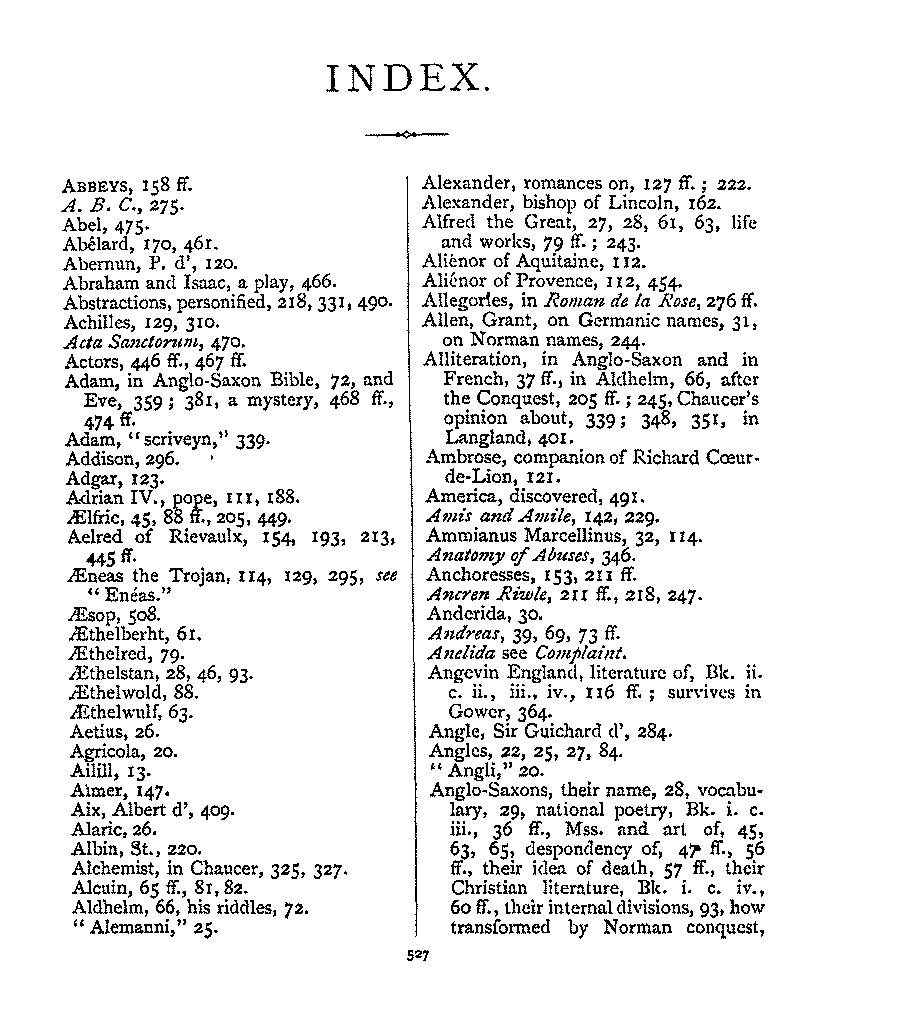 INDEX.
ABBEYS, 158 ff.
A. B. C., 275.
Abel, 475.
Abêlard, 170, 461.
Abernun, P. d', 120.
Abraham and Isaac, a play, 466.
Abstractions, personified, 218, 331, 490.
Achilles, 129, 310.
Acta Sanctorum, 470.
Actors, 446 ff., 467 ff.
Adam, in Anglo-Saxon Bible, 72, and
Eve, 359; 381, a mystery, 468 ff.,
474 ff.
Adam, "scriveyn," 339.
Addison, 296.
Adgar, 123.
Adrian IV., pope, 111, 188.
Ælfric, 45, 88 ff., 205, 449.
Aelred of Rievaulx, 154, 193, 213,
445 ff.
Æneas the Trojan, 114, 129, 295, see
"Enéas."
Æsop, 508.
Æthelberht, 61.
Æthelred, 79.
Æthelstan, 28, 46, 93.
Æthelwold, 88.
Æthelwulf, 63.
Aetius, 26.
Agricola, 20.
Ailill, 13.
Aimer, 147.
Aix, Albert d', 409.
Alaric, 26.
Albin, St., 220.
Alchemist, in Chaucer, 325, 327.
Alcuin, 65 ff., 81, 82.
Aldhelm, 66, his riddles, 72.
"Alemanni," 25.
Alexander, romances on, 127 ff.; 222.
Alexander, bishop of Lincoln, 162.
Alfred the Great, 27, 28, 61, 63, life
and works, 79 ff.; 243.
Aliénor of Aquitaine, 112.
Aliénor of Provence, 112, 454.
Allegories, in Roman de la Rose, 276 ff.
Allen, Grant, on Germanic names, 31,
on Norman names, 244.
Alliteration, in Anglo-Saxon and in
French, 37 ff., in Aldhelm, 66, after
the Conquest, 205 ff.; 245, Chaucer's
opinion about, 339; 348, 351, in
Langland, 401.
Ambrose, companion of Richard Cœur-
de-Lion, 121.
America, discovered, 491.
Amis and Amile, 142, 229.
Ammianus Marcellinus, 32, 114.
Anatomy of Abuses, 346.
Anchoresses, 153, 211 ff.
Ancren Riwle, 211 ff., 218, 247.
Anderida, 30.
Andreas, 39, 69, 73 ff.
Anelida see Complaint.
Angevin England, literature of, Bk. ii.
c. ii., iii., iv., 116 ff.; survives in
Gower, 364.
Angle, Sir Guichard d', 284.
Angles, 22, 25, 27, 84.
"Angli," 20.
Anglo-Saxons, their name, 28, vocabu-
lary, 29, national poetry, Bk. i. c.
iii., 36 ff., Mss. and art of, 45,
63, 65, despondency of, 47 ff., 56
ff., their idea of death, 57 ff., their
Christian literature, Bk. i. c. iv.,
60 ff., their internal divisions, 93, how
transformed by Norman conquest,
527